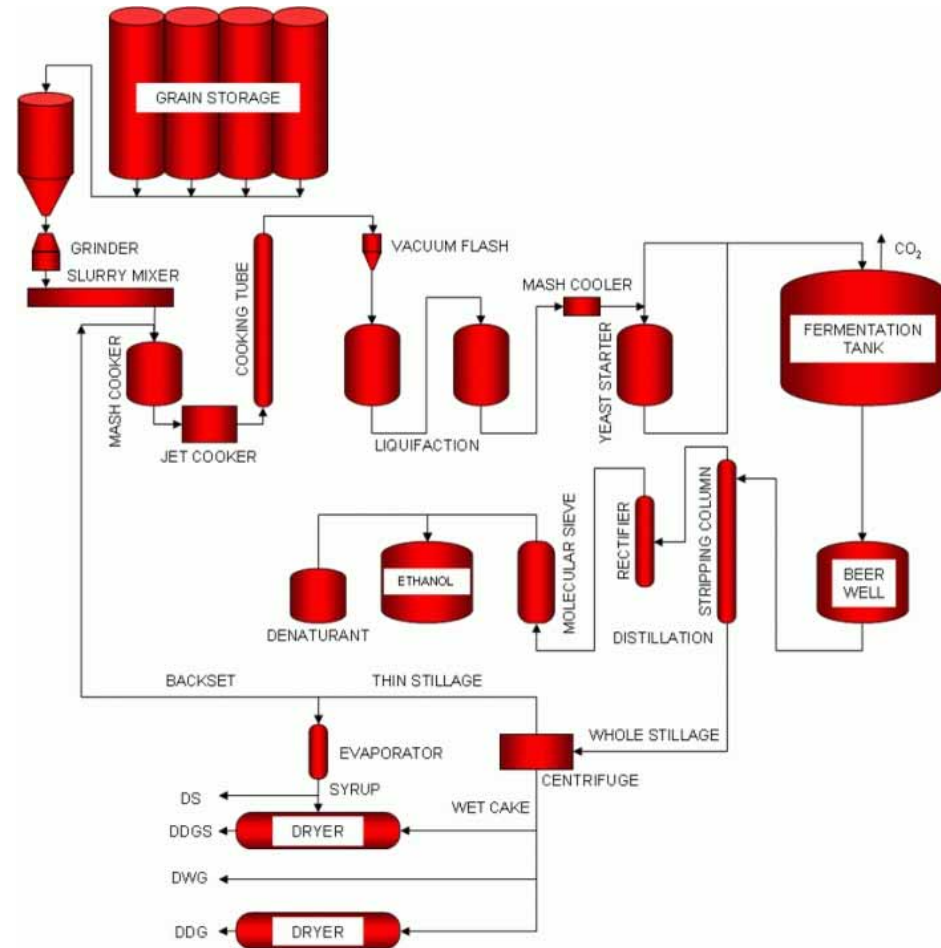 GRAIN STORAGE
GRINDER
SLURRY MIXER
COOKING TUBE
VACUUM FLASH
MASH COOLER
CO2
FERMENTATION
TANK
MASH COOKER
YEAST STARTER
LIQUIFACTION
JET COOKER
MOLECULAR SIEVE
RECTIFIER
STRIPPING COLUMN
BEER
WELL
ETHANOL
DENATURANT
DISTILLATION
BACKSET
THIN STILLAGE
WHOLE STILLAGE
EVAPORATOR
CENTRIFUGE
SYRUP
DS
WET CAKE
DDGS
DRYER
DWG
DDG
DRYER